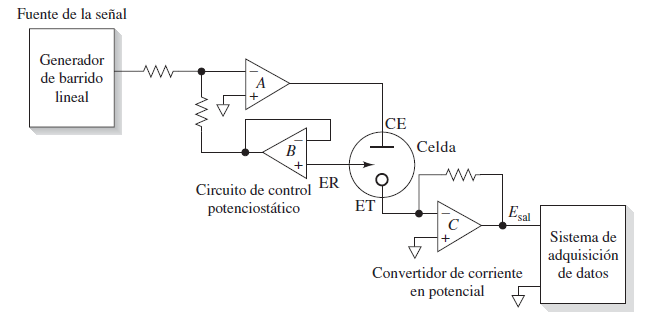 Fuente de la señal
Generador
de barrido
lineal
−
A
+
CE
Celda
−
B
+
ER
Circuito de control
potenciostático
ET
−
C
+
Esal
Sistema de
adquisición
de datos
Convertidor de corriente
en potencial